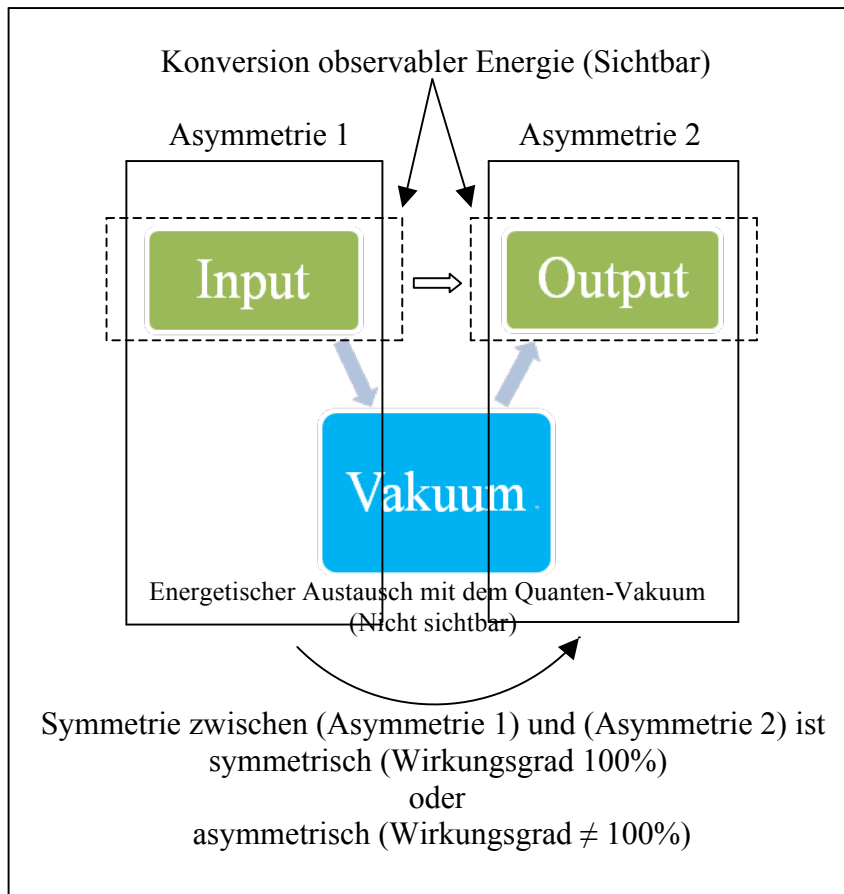 Konversion observabler Energie (Sichtbar)
Asymmetrie 1
Asymmetrie 2
Input
Output
Vakuum
Energetischer Austausch mit dem Quanten-Vakuum
(Nicht sichtbar)
Symmetrie zwischen (Asymmetrie 1) und (Asymmetrie 2) ist
symmetrisch (Wirkungsgrad 100%)
oder
asymmetrisch (Wirkungsgrad ≠ 100%)